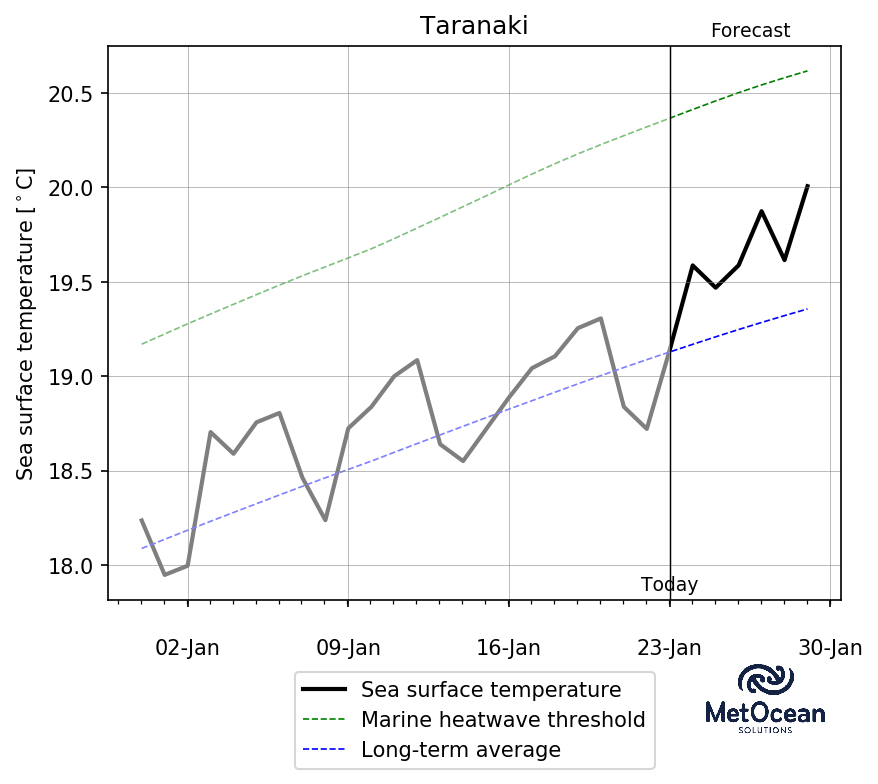 Taranaki
Forecast
Sea surface temperature [°C]
20.5
20.0
19.5
19.0
18.5
18.0
Today
02-Jan
09-Jan
16-Jan
23-Jan
30-Jan
Sea surface temperature
Marine heatwave threshold
Long-term average
MetOcean
SOLUTIONS